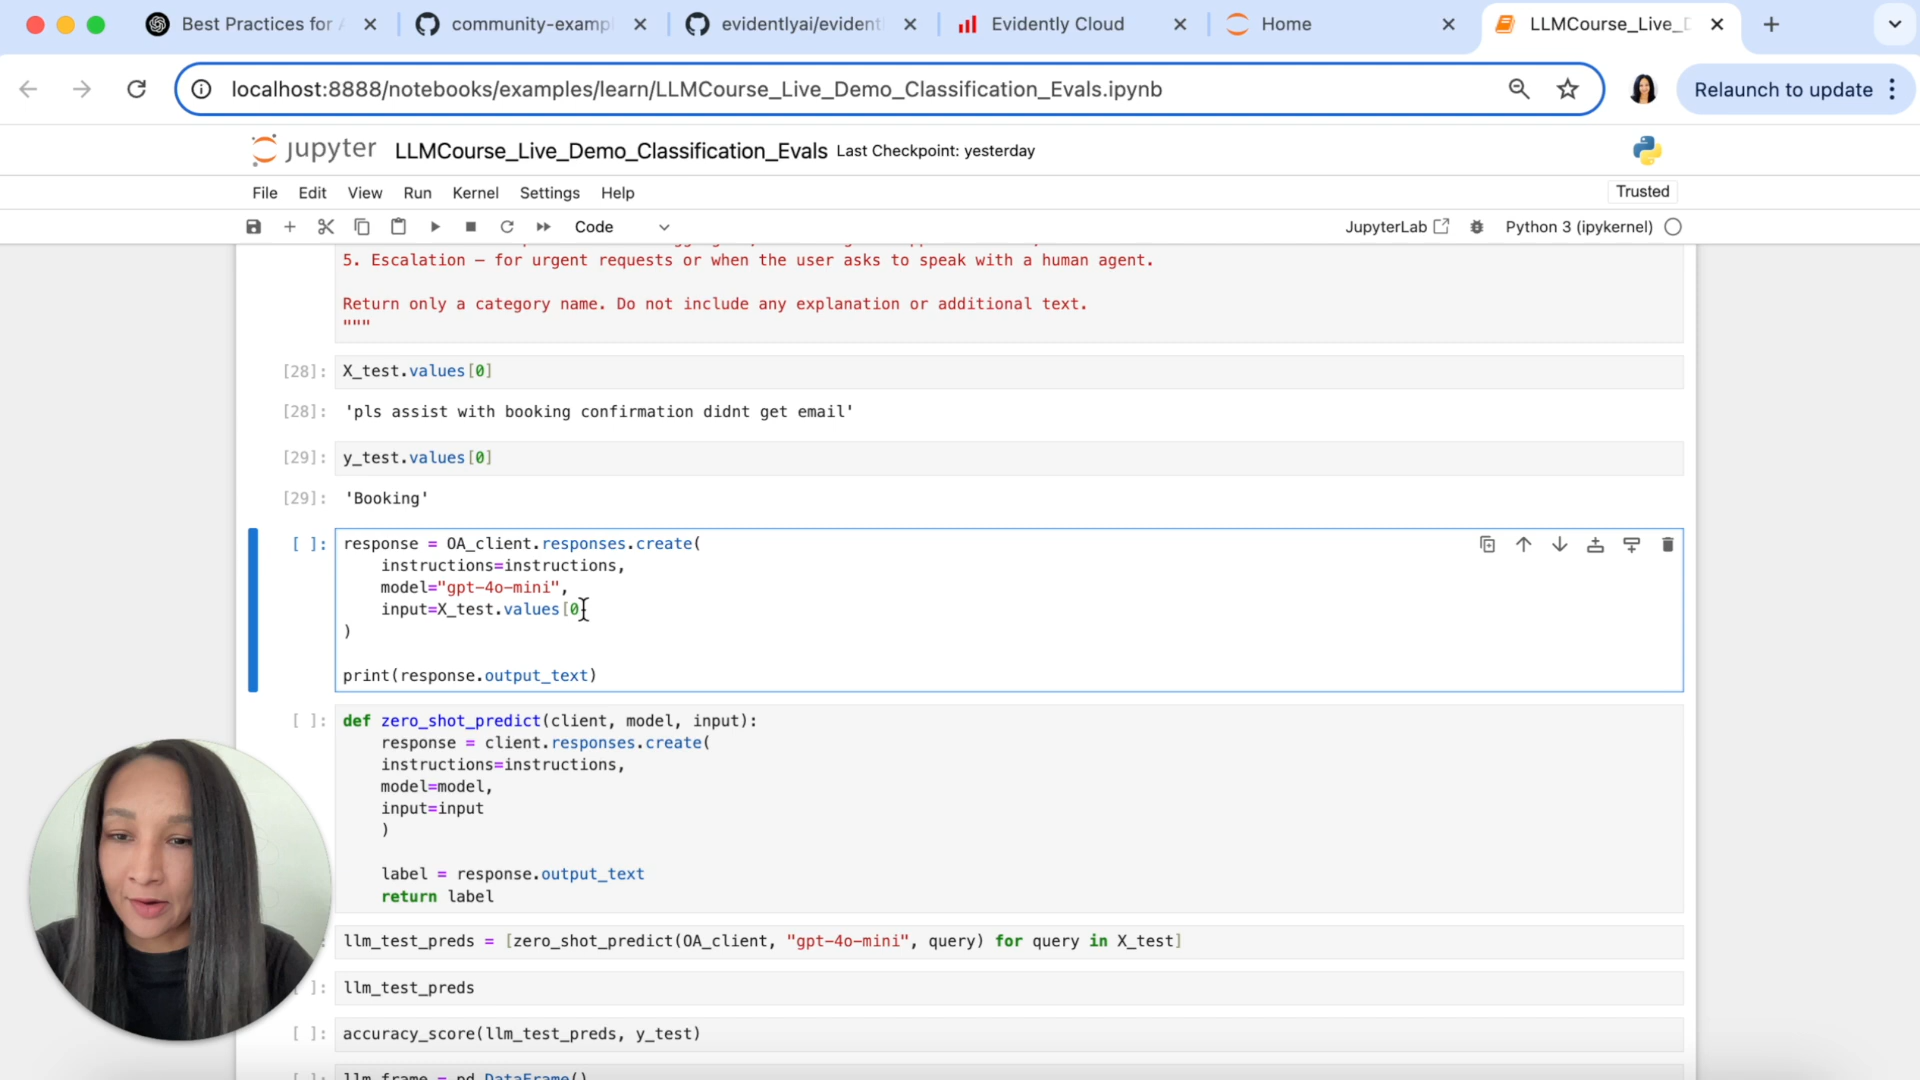 Best Practices for A
community-exampl
evidentlyai/evidentl
Evidently Cloud
Home
LLMCourse_Live_D
localhost:8888/notebooks/examples/learn/LLMCourse_Live_Demo_Classification_Evals.ipynb
Relaunch to update
jupyter LLMCourse_Live_Demo_Classification_Evals Last Checkpoint: yesterday
File Edit View Run Kernel Settings Help
Trusted
Code
JupyterLab
Python 3 (ipykernel)
5. Escalation – for urgent requests or when the user asks to speak with a human agent.
Return only a category name. Do not include any explanation or additional text.
"""
[28]: X_test.values[0]
[28]: 'pls assist with booking confirmation didnt get email'
[29]: y_test.values[0]
[29]: 'Booking'
[ ]: response = OA_client.responses.create(
instructions=instructions,
model="gpt-4o-mini",
input=X_test.values[0
)
print(response.output_text)
[ ]: def zero_shot_predict(client, model, input):
response = client.responses.create(
instructions=instructions,
model=model,
input=input
)
label = response.output_text
return label
llm_test_preds = [zero_shot_predict(OA_client, "gpt-4o-mini", query) for query in X_test]
llm_test_preds
[ ]: accuracy_score(llm_test_preds, y_test)
[ ]: llm_frame = pd.DataFrame()